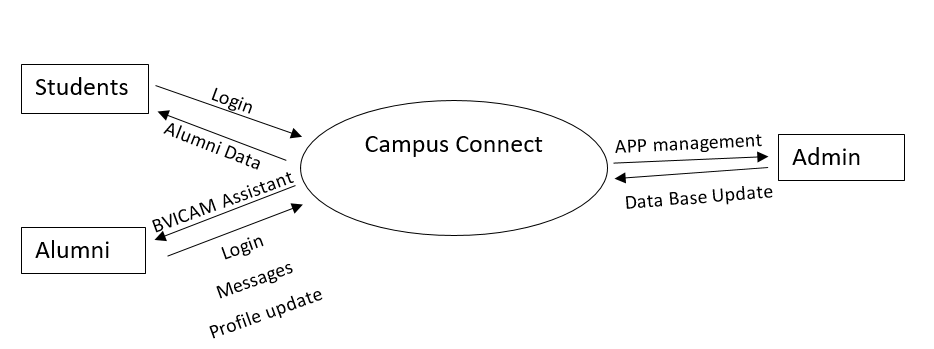 Students
Login
Alumni Data
Campus Connect
APP management
Admin
Data Base Update
BVICAM Assistant
Alumni
Login
Messages
Profile update